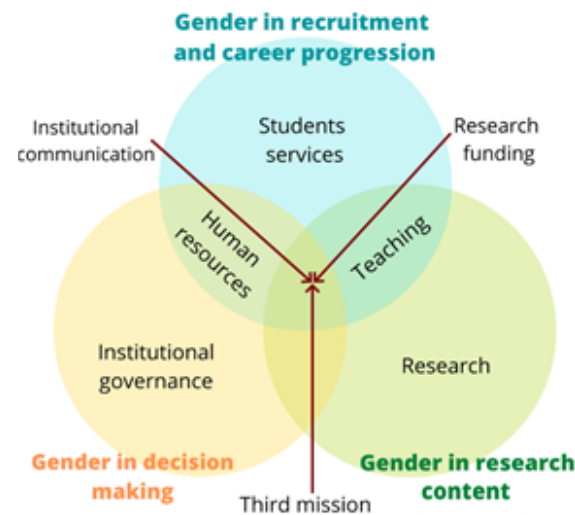 Gender in recruitment
and career progression
Institutional
communication
Students
services
Research
funding
Human
resources
Teaching
Institutional
governance
Research
Gender in decision
making
Gender in research
content
Third mission